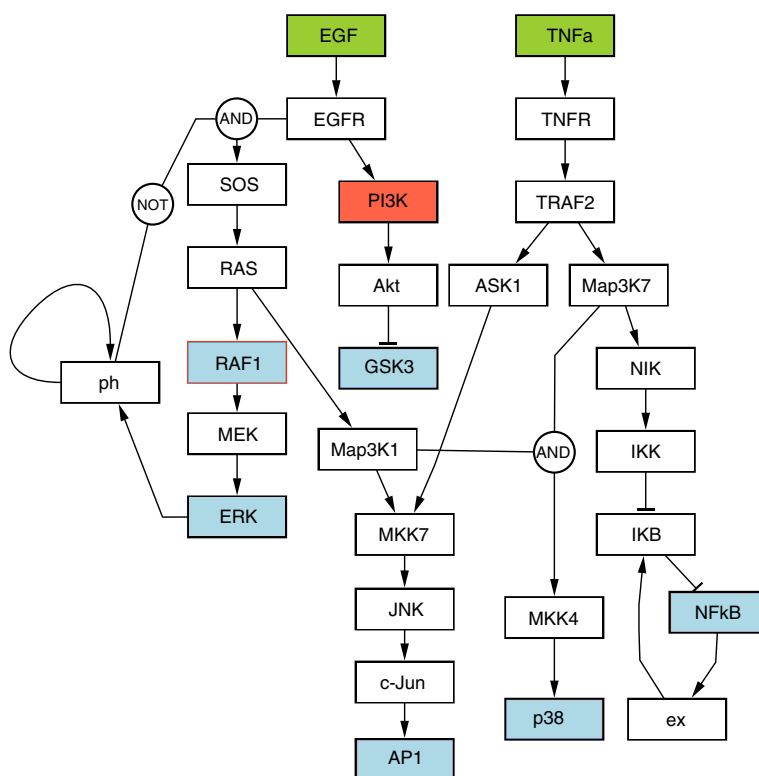 EGF
TNFa
AND
EGFR
TNFR
NOT
SOS
PI3K
TRAF2
RAS
Akt
ASK1
Map3K7
RAF1
GSK3
NIK
ph
MEK
Map3K1
AND
IKK
ERK
MKK7
IKB
JNK
MKK4
NFkB
c-Jun
p38
ex
AP1